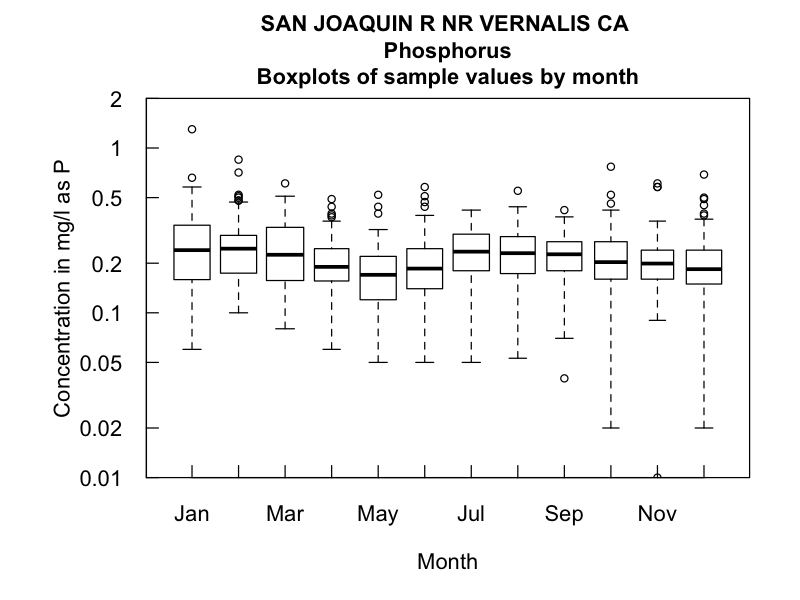 SAN JOAQUIN R NR VERNALIS CA
Phosphorus
Boxplots of sample values by month
Concentration in mg/l as P
2
1
0.5
0.2
0.1
0.05
0.02
0.01
Jan Mar May Jul Sep Nov
Month